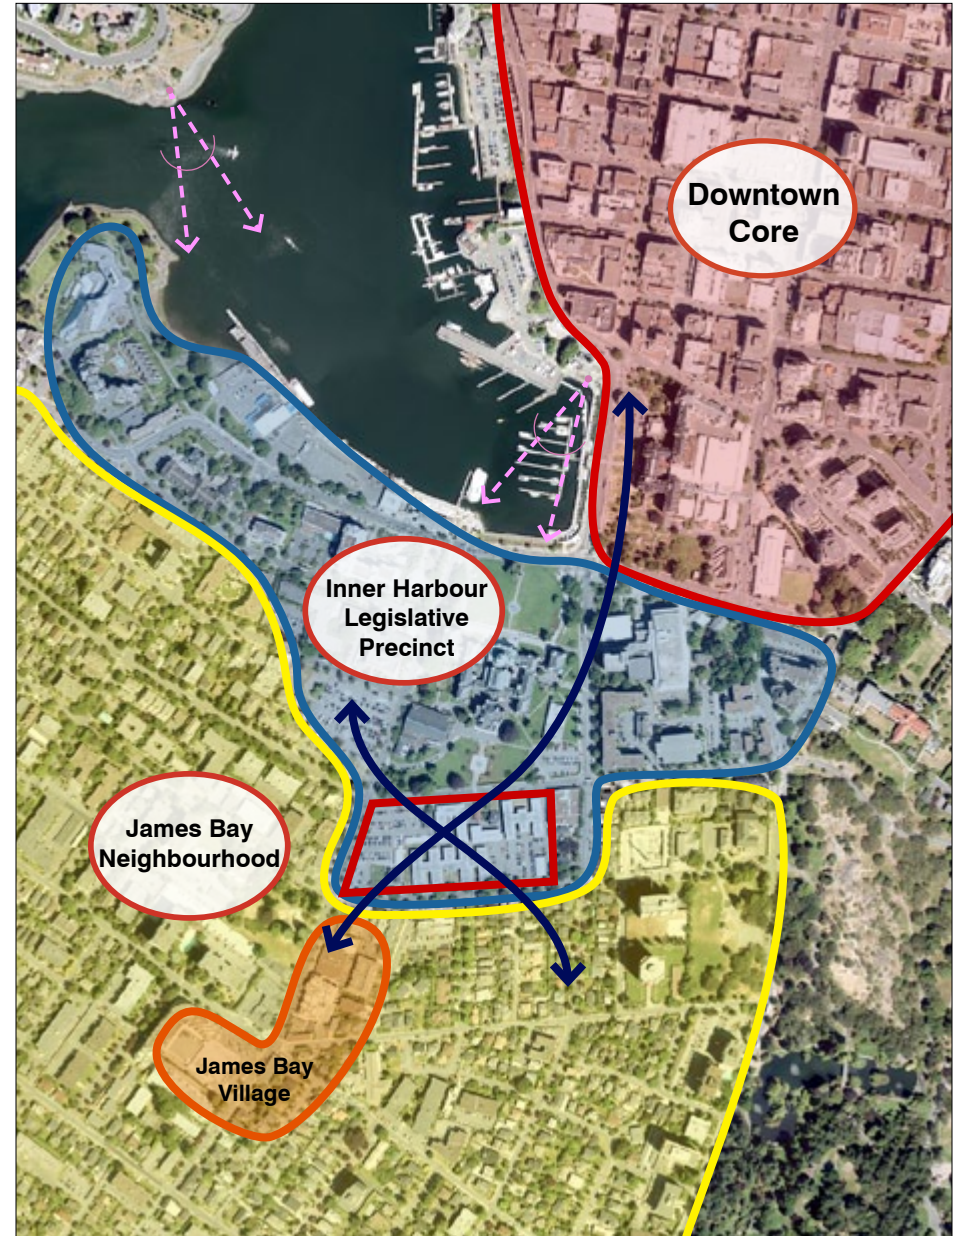 Downtown
Core
Inner Harbour
Legislative
Precinct
James Bay
Neighbourhood
James Bay
Village